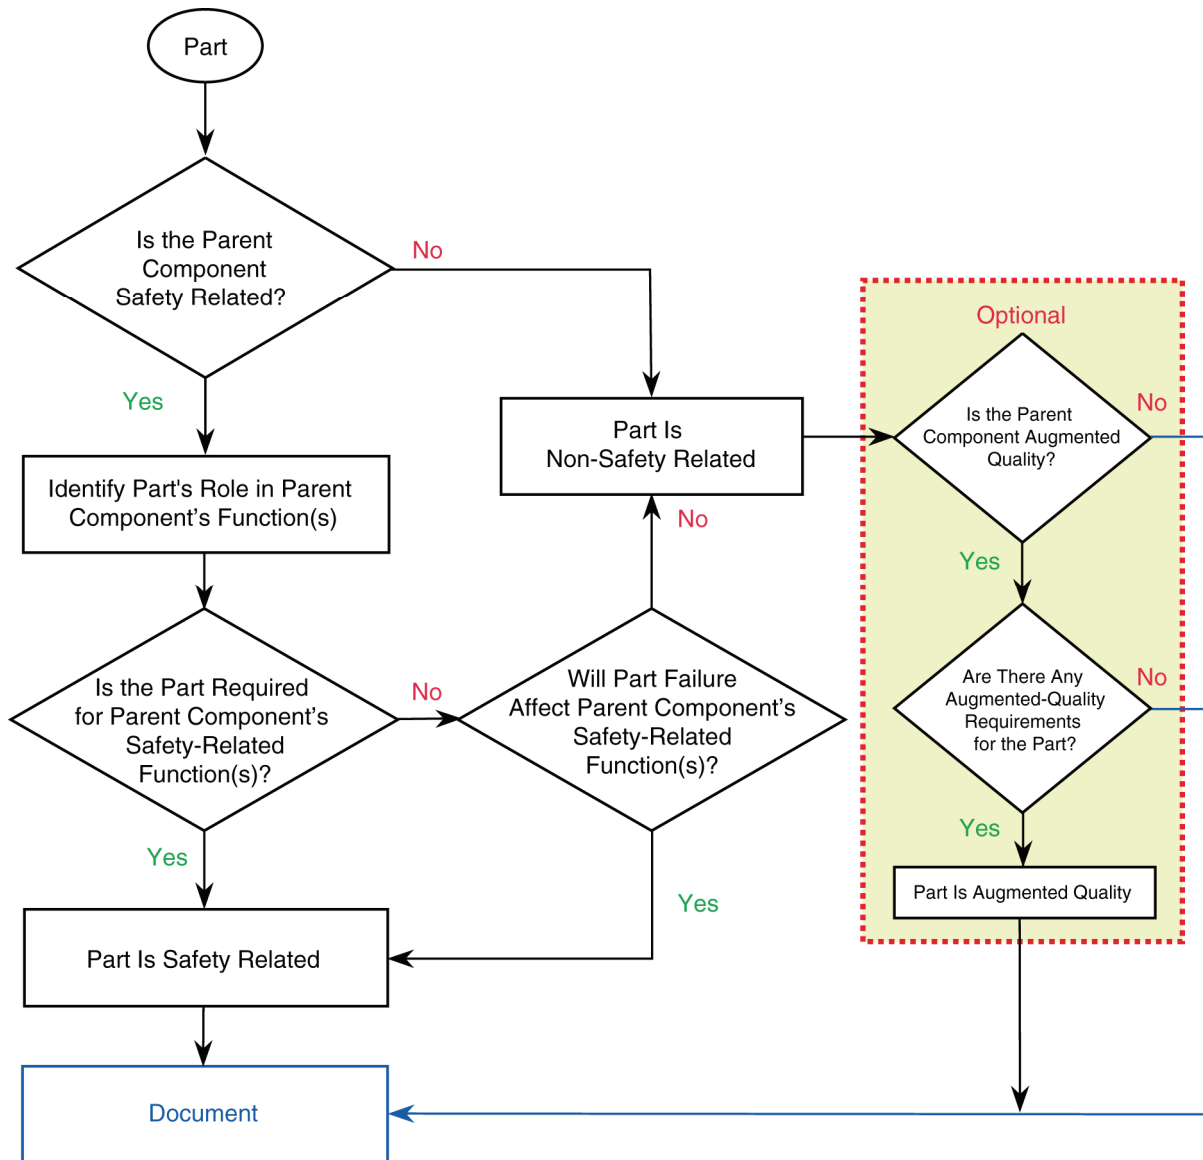 Part
Is the Parent
Component
Safety Related?
No
Yes
Identify Part's Role in Parent
Component’s Function(s)
Is the Part Required
for Parent Component’s
Safety-Related
Function(s)?
No
Yes
Will Part Failure
Affect Parent Component’s
Safety-Related
Function(s)?
No
Yes
Part Is
Non-Safety Related
Part Is Safety Related
Document
Optional
Is the Parent
Component Augmented
Quality?
No
Yes
Are There Any
Augmented-Quality
Requirements
for the Part?
No
Yes
Part Is Augmented Quality